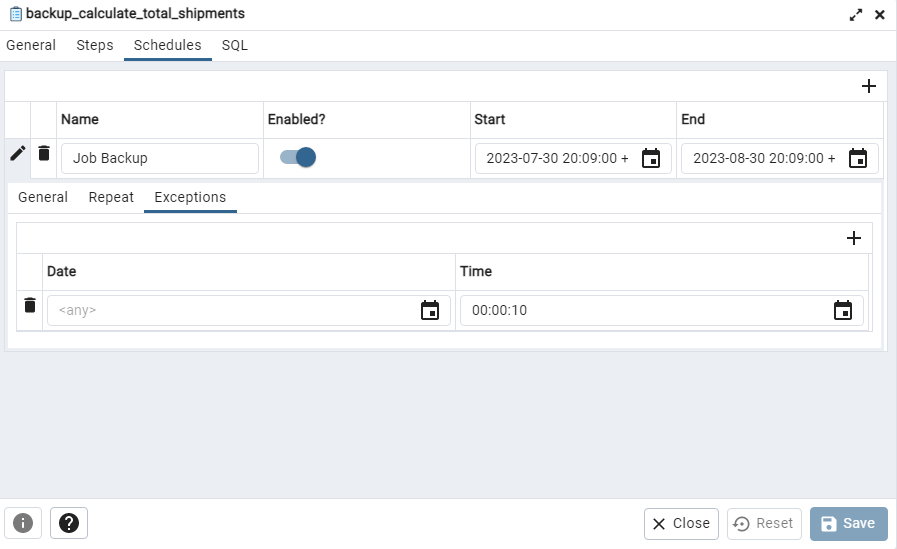 backup_calculate_total_shipments
General Steps Schedules SQL
Name Enabled? Start End
Job Backup 2023-07-30 20:09:00 + 2023-08-30 20:09:00 +
General Repeat Exceptions
Date Time
<any> 00:00:10
Close Reset Save